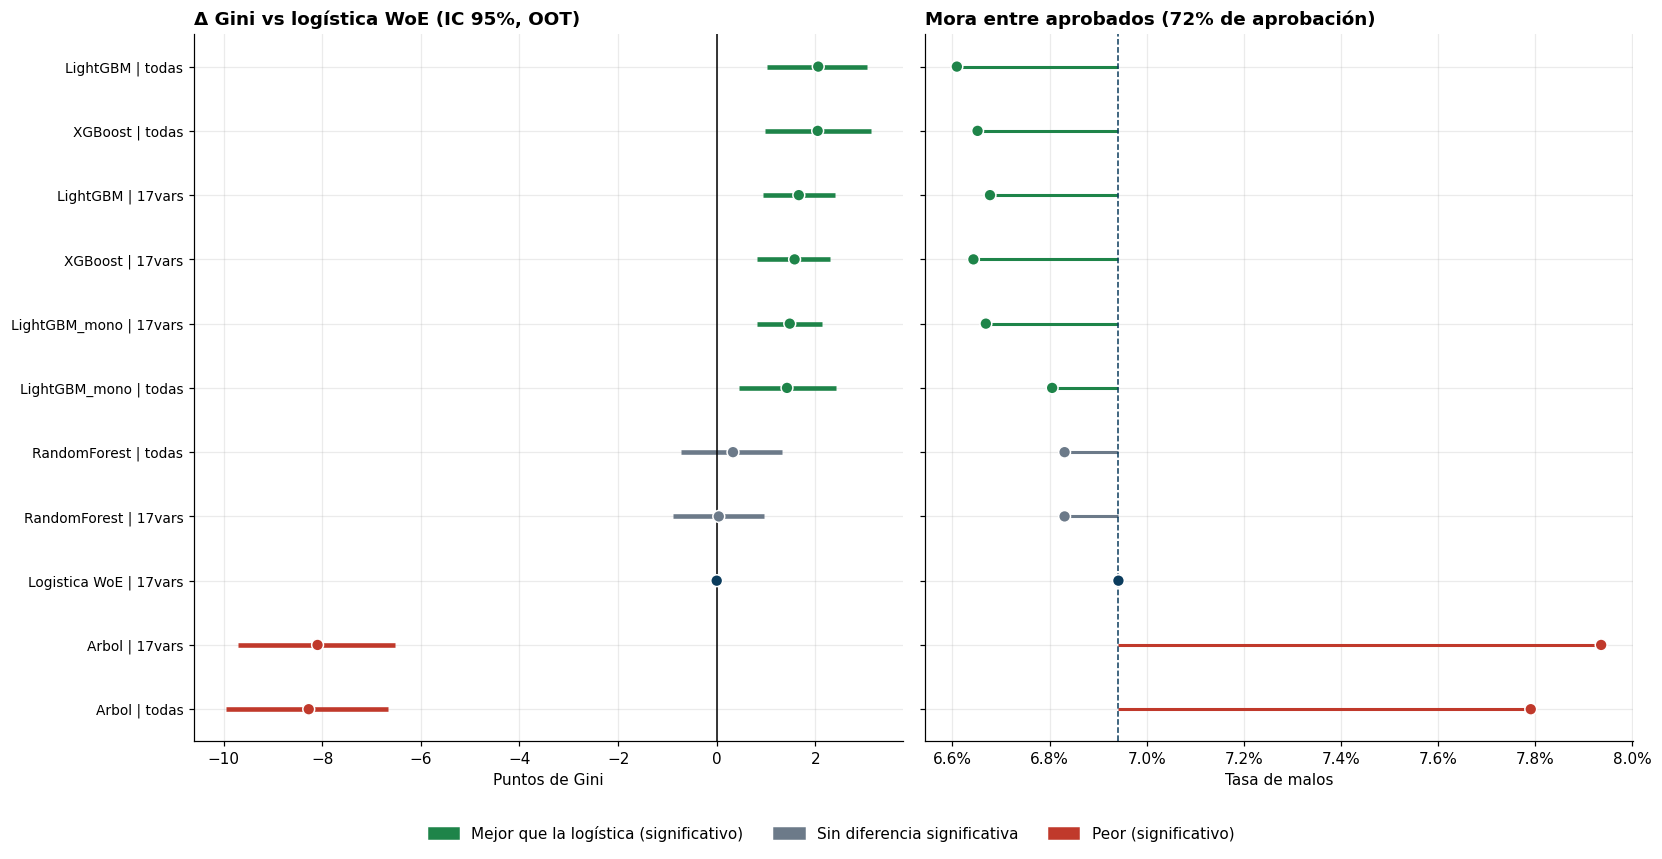 Δ Gini vs logística WoE (IC 95%, OOT)
Mora entre aprobados (72% de aprobación)
LightGBM | todas
XGBoost | todas
LightGBM | 17vars
XGBoost | 17vars
LightGBM_mono | 17vars
LightGBM_mono | todas
RandomForest | todas
RandomForest | 17vars
Logistica WoE | 17vars
Arbol | 17vars
Arbol | todas
−10 −8 −6 −4 −2 0 2
Puntos de Gini
6.6% 6.8% 7.0% 7.2% 7.4% 7.6% 7.8% 8.0%
Tasa de malos
Mejor que la logística (significativo) Sin diferencia significativa Peor (significativo)